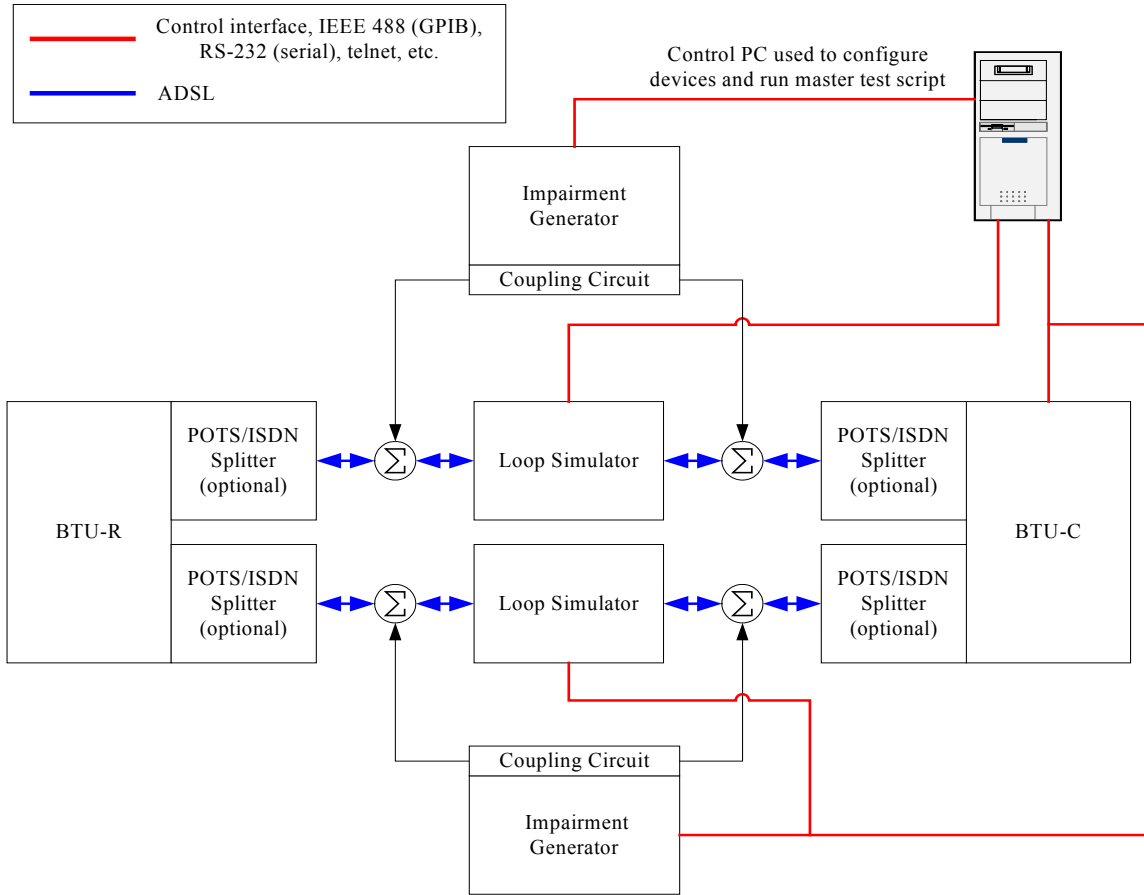 Control interface, IEEE 488 (GPIB),
RS-232 (serial), telnet, etc.
ADSL
Control PC used to configure
devices and run master test script
Impairment
Generator
Coupling Circuit
BTU-R
POTS/ISDN
Splitter
(optional)
Σ
Loop Simulator
Σ
POTS/ISDN
Splitter
(optional)
BTU-C
POTS/ISDN
Splitter
(optional)
Σ
Loop Simulator
Σ
POTS/ISDN
Splitter
(optional)
Coupling Circuit
Impairment
Generator